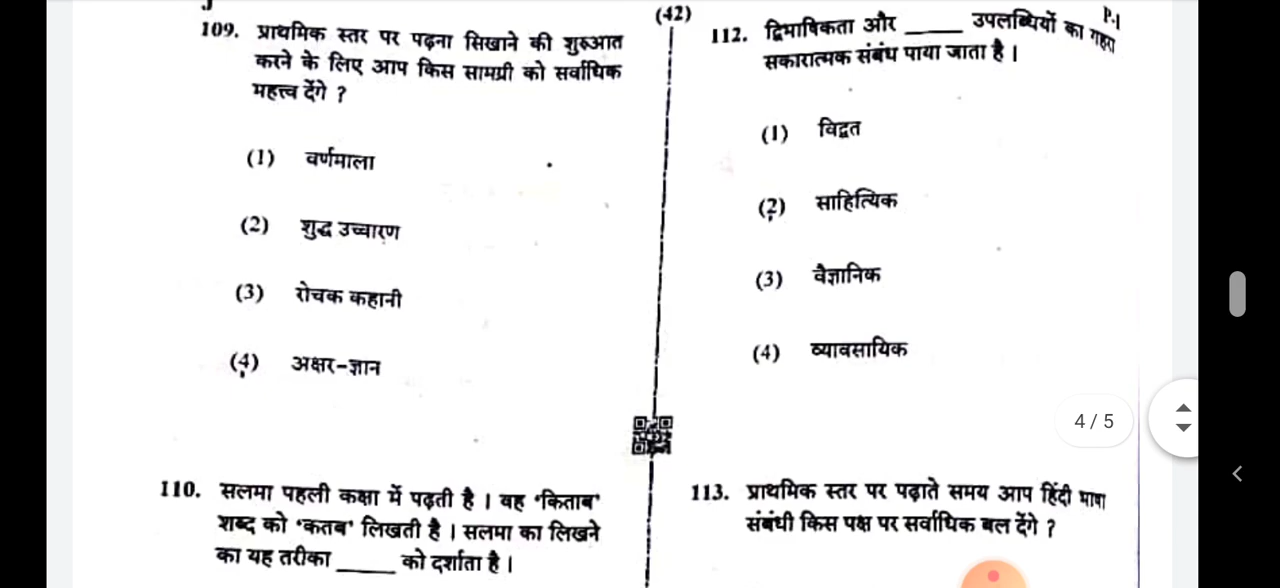 (42)
P-I
109. प्राथमिक स्तर पर पढ़ना सिखाने की शुरुआत
करने के लिए आप किस सामग्री को सर्वाधिक
महत्त्व देंगे ?
(1) वर्णमाला
(2) शुद्ध उच्चारण
(3) रोचक कहानी
(4) अक्षर-ज्ञान
110. सलमा पहली कक्षा में पढ़ती है । वह ‘किताब’
शब्द को ‘कतब’ लिखती है । सलमा का लिखने
का यह तरीका _____ को दर्शाता है ।
112. द्विभाषिकता और _____ उपलब्धियों का गहरा
सकारात्मक संबंध पाया जाता है ।
(1) विद्वत
(2) साहित्यिक
(3) वैज्ञानिक
(4) व्यावसायिक
113. प्राथमिक स्तर पर पढ़ाते समय आप हिंदी भाषा
संबंधी किस पक्ष पर सर्वाधिक बल देंगे ?
4 / 5